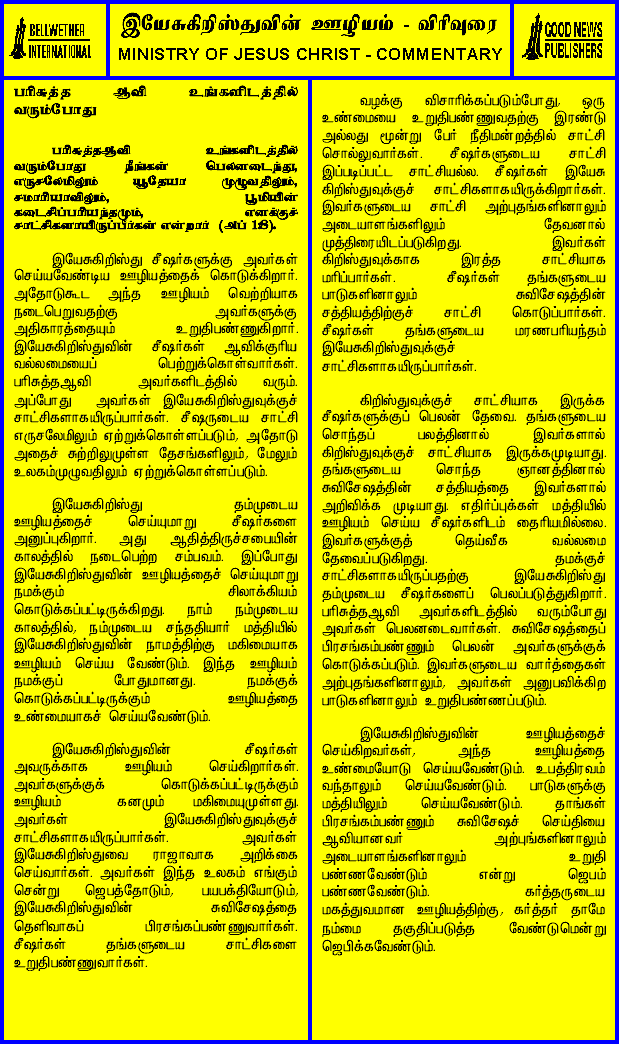 BELLWETHER
INTERNATIONAL
இயேசுகிறிஸ்துவின் ஊழியம் - விரிவுரை
MINISTRY OF JESUS CHRIST - COMMENTARY
GOOD NEWS
PUBLISHERS
பரிசுத்த ஆவி உங்களிடத்தில்
வரும்போது
பரிசுத்தஆவி உங்களிடத்தில்
வரும்போது நீங்கள் பெலனடைந்து,
எருசலேமிலும் யூதேயா முழுவதிலும்,
சமாரியாவிலும், பூமியின்
கடைசிப்பரியந்தமும், எனக்குச்
சாட்சிகளாயிருப்பீர்கள் என்றார் (அப் 1:8).
இயேசுகிறிஸ்து சீஷர்களுக்கு அவர்கள்
செய்யவேண்டிய ஊழியத்தைக் கொடுக்கிறார்.
அதோடுகூட அந்த ஊழியம் வெற்றியாக
நடைபெறுவதற்கு அவர்களுக்கு
அதிகாரத்தையும் உறுதிபண்ணுகிறார்.
இயேசுகிறிஸ்துவின் சீஷர்கள் ஆவிக்குரிய
வல்லமையைப் பெற்றுக்கொள்வார்கள்.
பரிசுத்தஆவி அவர்களிடத்தில் வரும்.
அப்போது அவர்கள் இயேசுகிறிஸ்துவுக்குச்
சாட்சிகளாகயிருப்பார்கள். சீஷருடைய சாட்சி
எருசலேமிலும் ஏற்றுக்கொள்ளப்படும், அதோடு
அதைச் சுற்றிலுமுள்ள தேசங்களிலும், மேலும்
உலகம்முழுவதிலும் ஏற்றுக்கொள்ளப்படும்.
இயேசுகிறிஸ்து தம்முடைய
ஊழியத்தைச் செய்யுமாறு சீஷர்களை
அனுப்புகிறார். அது ஆதித்திருச்சபையின்
காலத்தில் நடைபெற்ற சம்பவம். இப்போது
இயேசுகிறிஸ்துவின் ஊழியத்தைச் செய்யுமாறு
நமக்கும் சிலாக்கியம்
கொடுக்கப்பட்டிருக்கிறது. நாம் நம்முடைய
காலத்தில், நம்முடைய சந்ததியார் மத்தியில்
இயேசுகிறிஸ்துவின் நாமத்திற்கு மகிமையாக
ஊழியம் செய்ய வேண்டும். இந்த ஊழியம்
நமக்குப் போதுமானது. நமக்குக்
கொடுக்கப்பட்டிருக்கும் ஊழியத்தை
உண்மையாகச் செய்யவேண்டும்.
இயேசுகிறிஸ்துவின் சீஷர்கள்
அவருக்காக ஊழியம் செய்கிறார்கள்.
அவர்களுக்குக் கொடுக்கப்பட்டிருக்கும்
ஊழியம் கனமும் மகிமையுமுள்ளது.
அவர்கள் இயேசுகிறிஸ்துவுக்குச்
சாட்சிகளாகயிருப்பார்கள். அவர்கள்
இயேசுகிறிஸ்துவை ராஜாவாக அறிக்கை
செய்வார்கள். அவர்கள் இந்த உலகம் எங்கும்
சென்று ஜெபத்தோடும், பயபக்தியோடும்,
இயேசுகிறிஸ்துவின் சுவிசேஷத்தை
தெளிவாகப் பிரசங்கப்பண்ணுவார்கள்.
சீஷர்கள் தங்களுடைய சாட்சிகளை
உறுதிபண்ணுவார்கள்.
வழக்கு விசாரிக்கப்படும்போது, ஒரு
உண்மையை உறுதிபண்ணுவதற்கு இரண்டு
அல்லது மூன்று பேர் நீதிமன்றத்தில் சாட்சி
சொல்லுவார்கள். சீஷர்களுடைய சாட்சி
இப்படிப்பட்ட சாட்சியல்ல. சீஷர்கள் இயேசு
கிறிஸ்துவுக்குச் சாட்சிகளாகயிருக்கிறார்கள்.
இவர்களுடைய சாட்சி அற்புதங்களினாலும்
அடையாளங்களிலும் தேவனால்
முத்திரையிடப்படுகிறது. இவர்கள்
கிறிஸ்துவுக்காக இரத்த சாட்சியாக
மரிப்பார்கள். சீஷர்கள் தங்களுடைய
பாடுகளினாலும் சுவிசேஷத்தின்
சத்தியத்திற்குச் சாட்சி கொடுப்பார்கள்.
சீஷர்கள் தங்களுடைய மரணபரியந்தம்
இயேசுகிறிஸ்துவுக்குச்
சாட்சிகளாகயிருப்பார்கள்.
கிறிஸ்துவுக்குச் சாட்சியாக இருக்க
சீஷர்களுக்குப் பெலன் தேவை. தங்களுடைய
சொந்தப் பலத்தினால் இவர்களால்
கிறிஸ்துவுக்குச் சாட்சியாக இருக்கமுடியாது.
தங்களுடைய சொந்த ஞானத்தினால்
சுவிசேஷத்தின் சத்தியத்தை இவர்களால்
அறிவிக்க முடியாது. எதிர்ப்புக்கள் மத்தியில்
ஊழியம் செய்ய சீஷர்களிடம் தைரியமில்லை.
இவர்களுக்குத் தெய்வீக வல்லமை
தேவைப்படுகிறது. தமக்குச்
சாட்சிகளாகயிருப்பதற்கு இயேசுகிறிஸ்து
தம்முடைய சீஷர்களைப் பெலப்படுத்துகிறார்.
பரிசுத்தஆவி அவர்களிடத்தில் வரும்போது
அவர்கள் பெலனடைவார்கள். சுவிசேஷத்தைப்
பிரசங்கம்பண்ணும் பெலன் அவர்களுக்குக்
கொடுக்கப்படும். இவர்களுடைய வார்த்தைகள்
அற்புதங்களினாலும், அவர்கள் அனுபவிக்கிற
பாடுகளினாலும் உறுதிபண்ணப்படும்.
இயேசுகிறிஸ்துவின் ஊழியத்தைச்
செய்கிறவர்கள், அந்த ஊழியத்தை
உண்மையோடு செய்யவேண்டும். உபத்திரவம்
வந்தாலும் செய்யவேண்டும். பாடுகளுக்கு
மத்தியிலும் செய்யவேண்டும். தாங்கள்
பிரசங்கம்பண்ணும் சுவிசேஷச் செய்தியை
ஆவியானவர் அற்புங்களினாலும்
அடையாளங்களினாலும் உறுதி
பண்ணவேண்டும் என்று ஜெபம்
பண்ணவேண்டும். கர்த்தருடைய
மகத்துவமான ஊழியத்திற்கு, கர்த்தர் தாமே
நம்மை தகுதிப்படுத்த வேண்டுமென்று
ஜெபிக்கவேண்டும்.